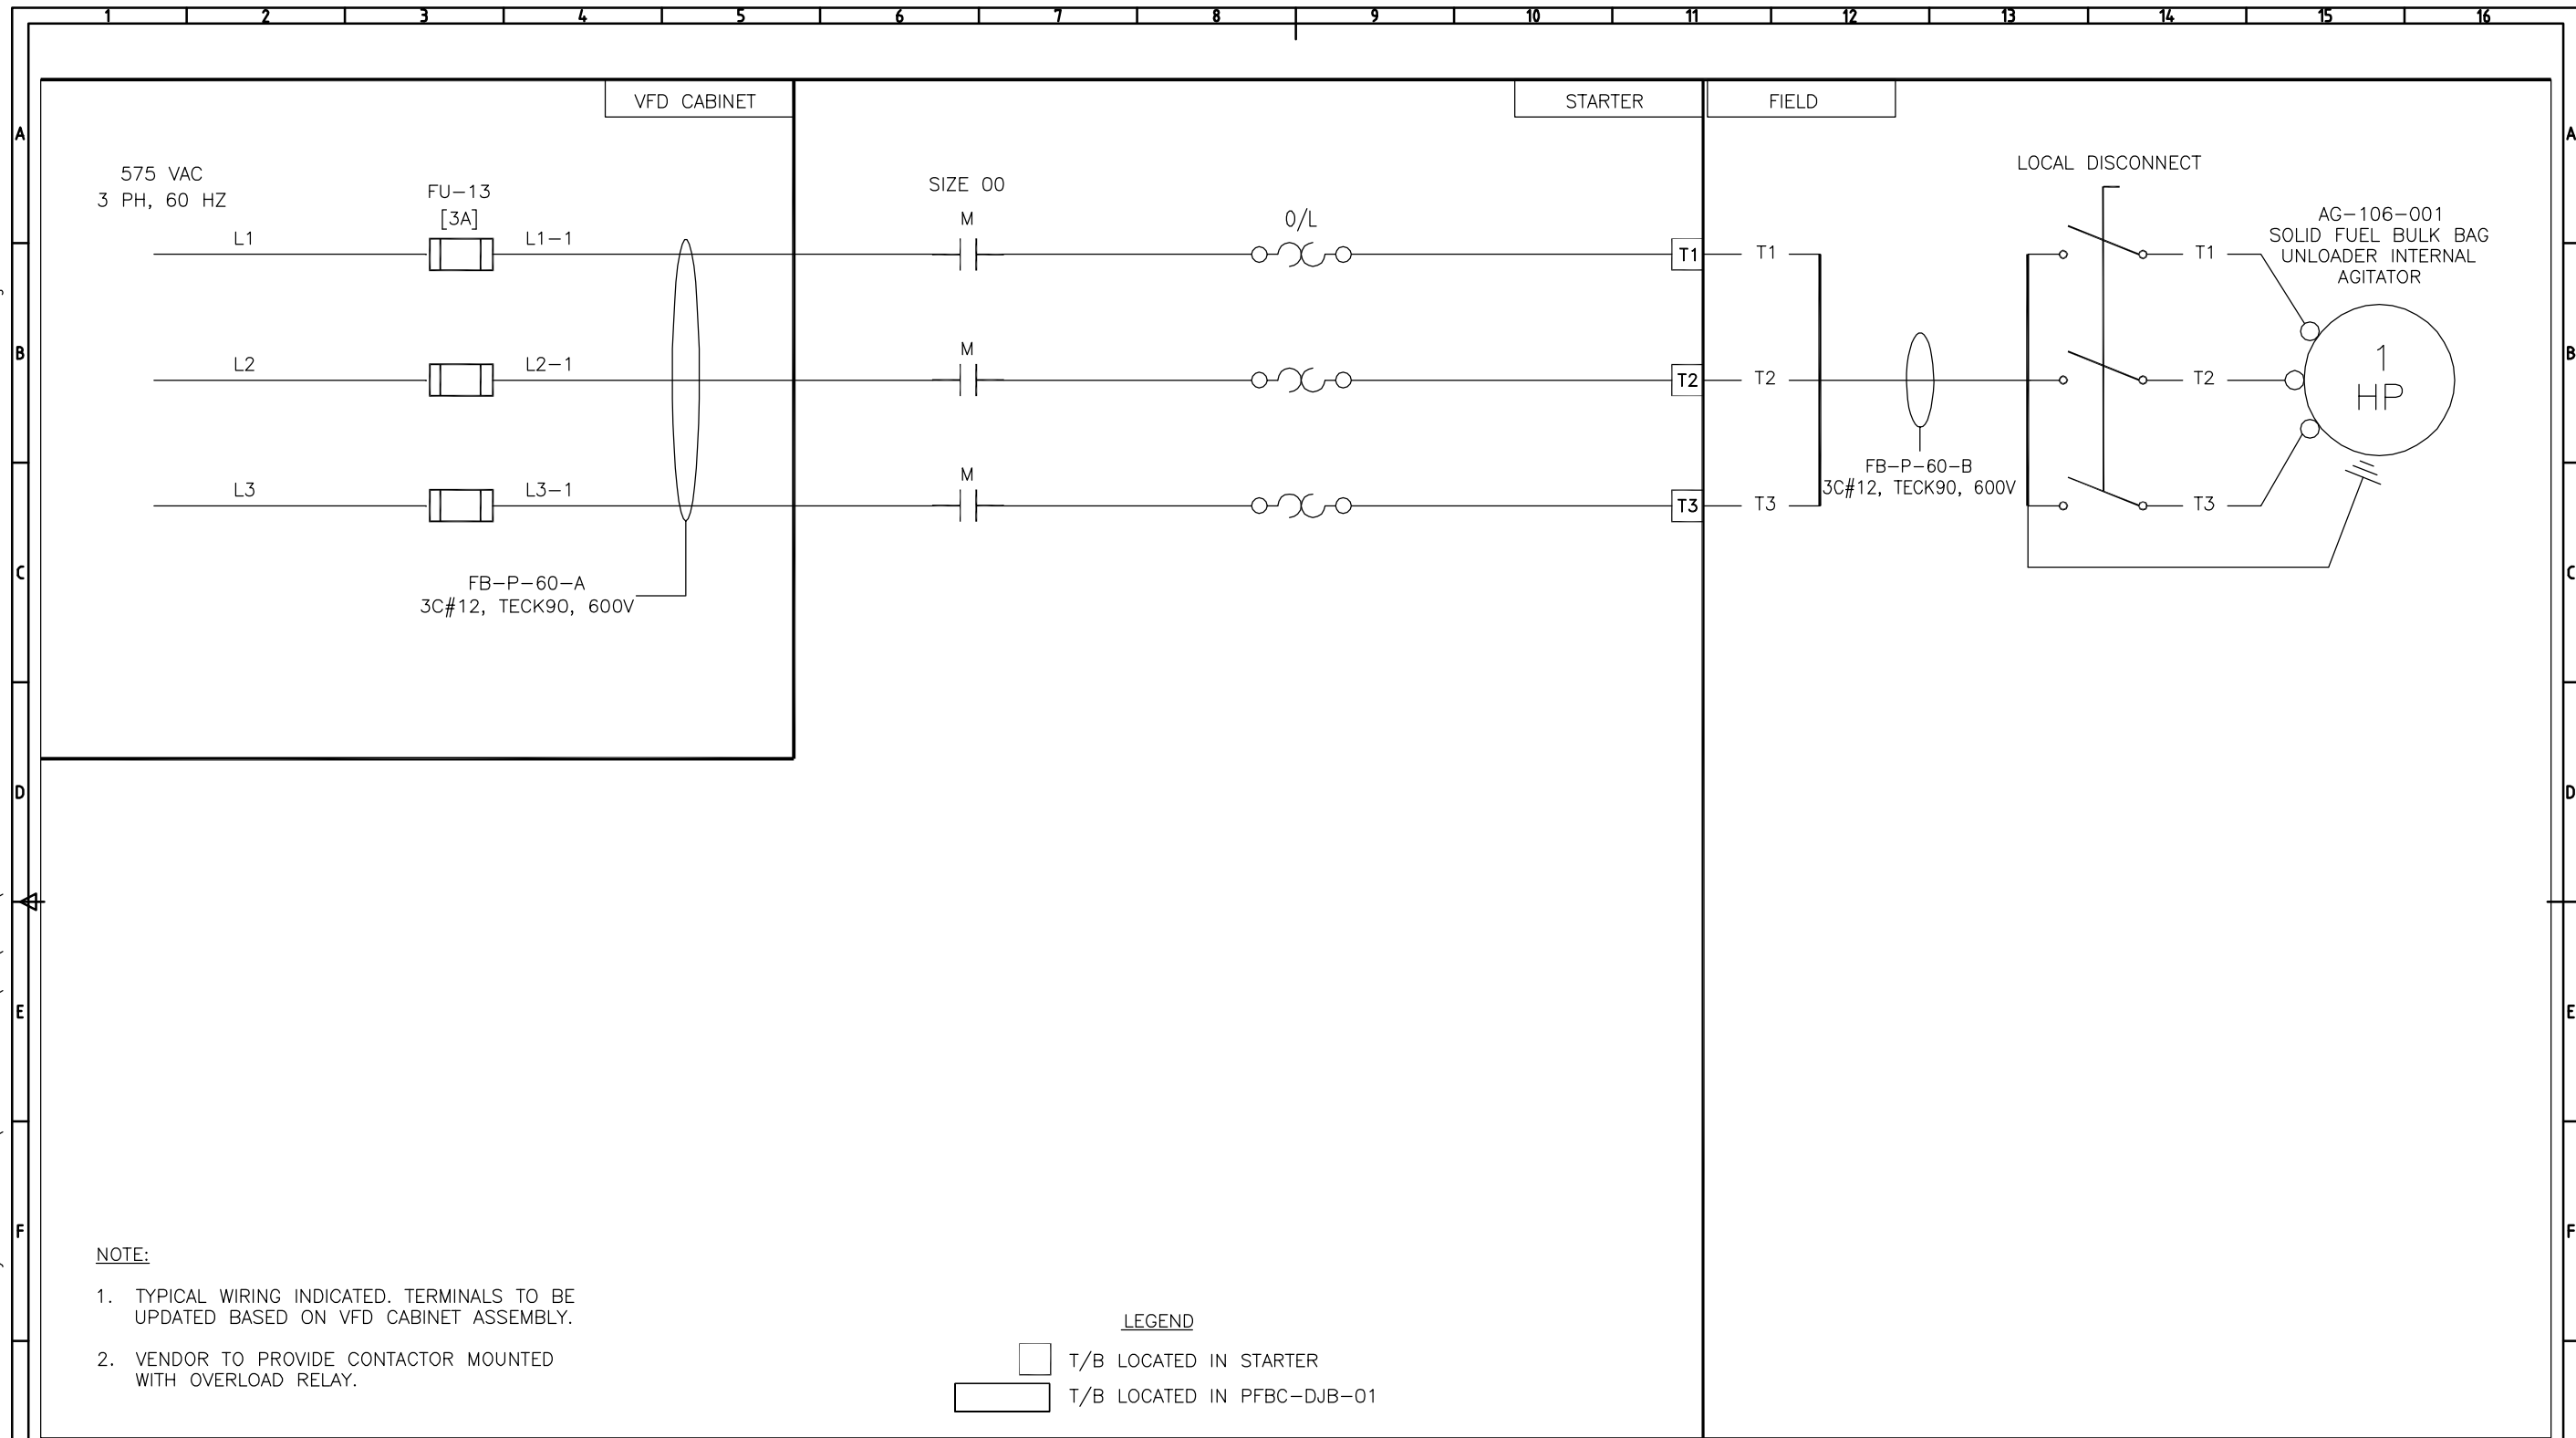 1 2 3 4 5 6 7 8 9 10 11 12 13 14 15 16
VFD CABINET
STARTER
FIELD
A
A
575 VAC
3 PH, 60 HZ
FU-13
[3A]
SIZE 00
LOCAL DISCONNECT
AG-106-001
SOLID FUEL BULK BAG
UNLOADER INTERNAL
AGITATOR
L1
L1-1
M
O/L
T1
T1
T1
B
L2
L2-1
M
T2
T2
T2
1
HP
B
L3
L3-1
M
T3
T3
T3
FB-P-60-B
3C#12, TECK90, 600V
C
FB-P-60-A
3C#12, TECK90, 600V
C
D
D
E
E
F
F
NOTE:
1. TYPICAL WIRING INDICATED. TERMINALS TO BE
UPDATED BASED ON VFD CABINET ASSEMBLY.
2. VENDOR TO PROVIDE CONTACTOR MOUNTED
WITH OVERLOAD RELAY.
LEGEND
T/B LOCATED IN STARTER
T/B LOCATED IN PFBC-DJB-01